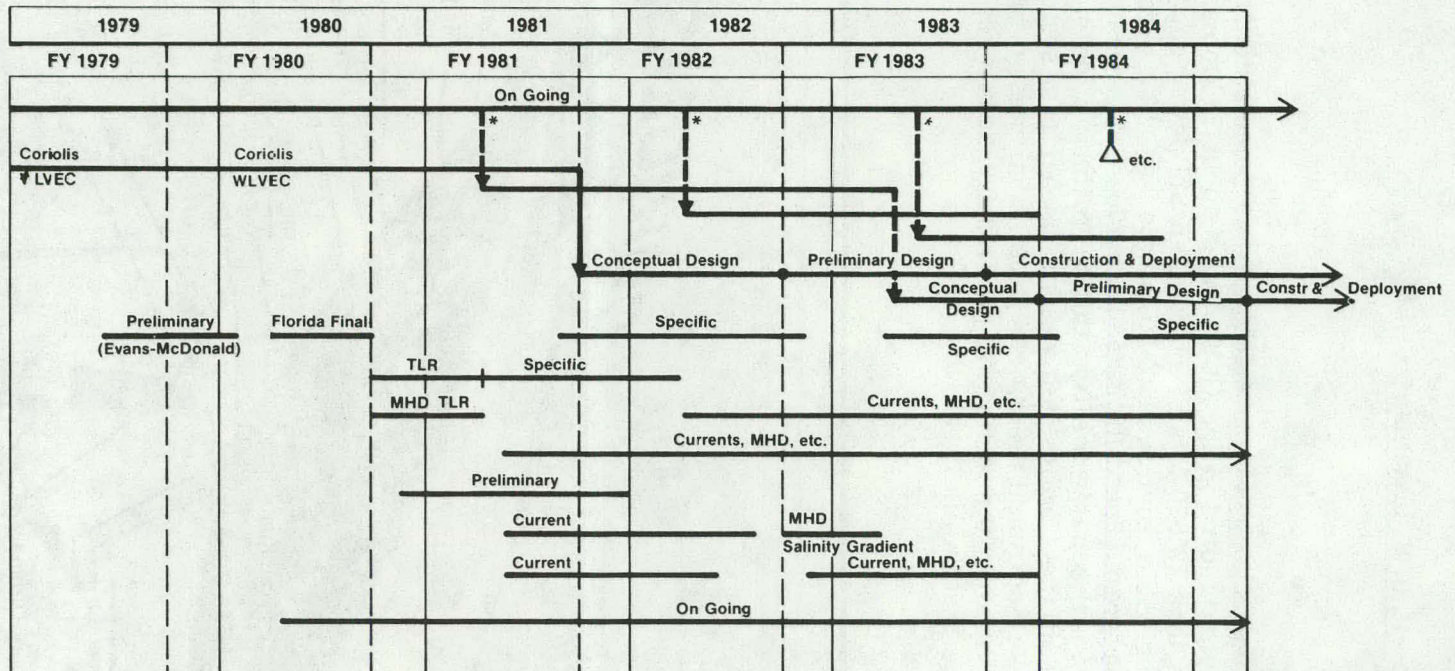 1979 1980 1981 1982 1983 1984
FY 1979 FY 1980 FY 1981 FY 1982 FY 1983 FY 1984
On Going
* * * *
etc.
Coriolis Coriolis
LVEC WLVEC
Conceptual Design Preliminary Design Construction & Deployment
Conceptual Design Preliminary Design Constr & Deployment
Preliminary Florida Final Specific Specific
(Evans-McDonald) Specific
TLR Specific
MHD TLR Currents, MHD, etc.
Currents, MHD, etc.
Preliminary
Current MHD
Salinity Gradient
Current Current, MHD, etc.
On Going